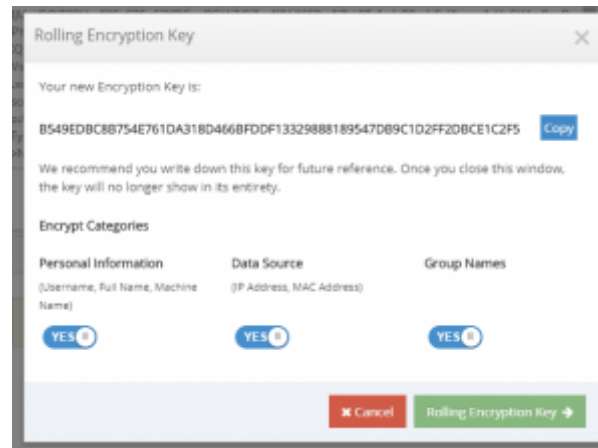 Rolling Encryption Key
Your new Encryption Key is:
B549EDBC8B754E761DA318D466BFDDF13329888189547DB9C1D2FF2DBCE1C2F5 Copy
We recommend you write down this key for future reference. Once you close this window,
the key will no longer show in its entirety.
Encrypt Categories
Personal Information Data Source Group Names
(Username, Full Name, Machine (IP Address, MAC Address)
Name)
YES YES YES
Cancel Rolling Encryption Key